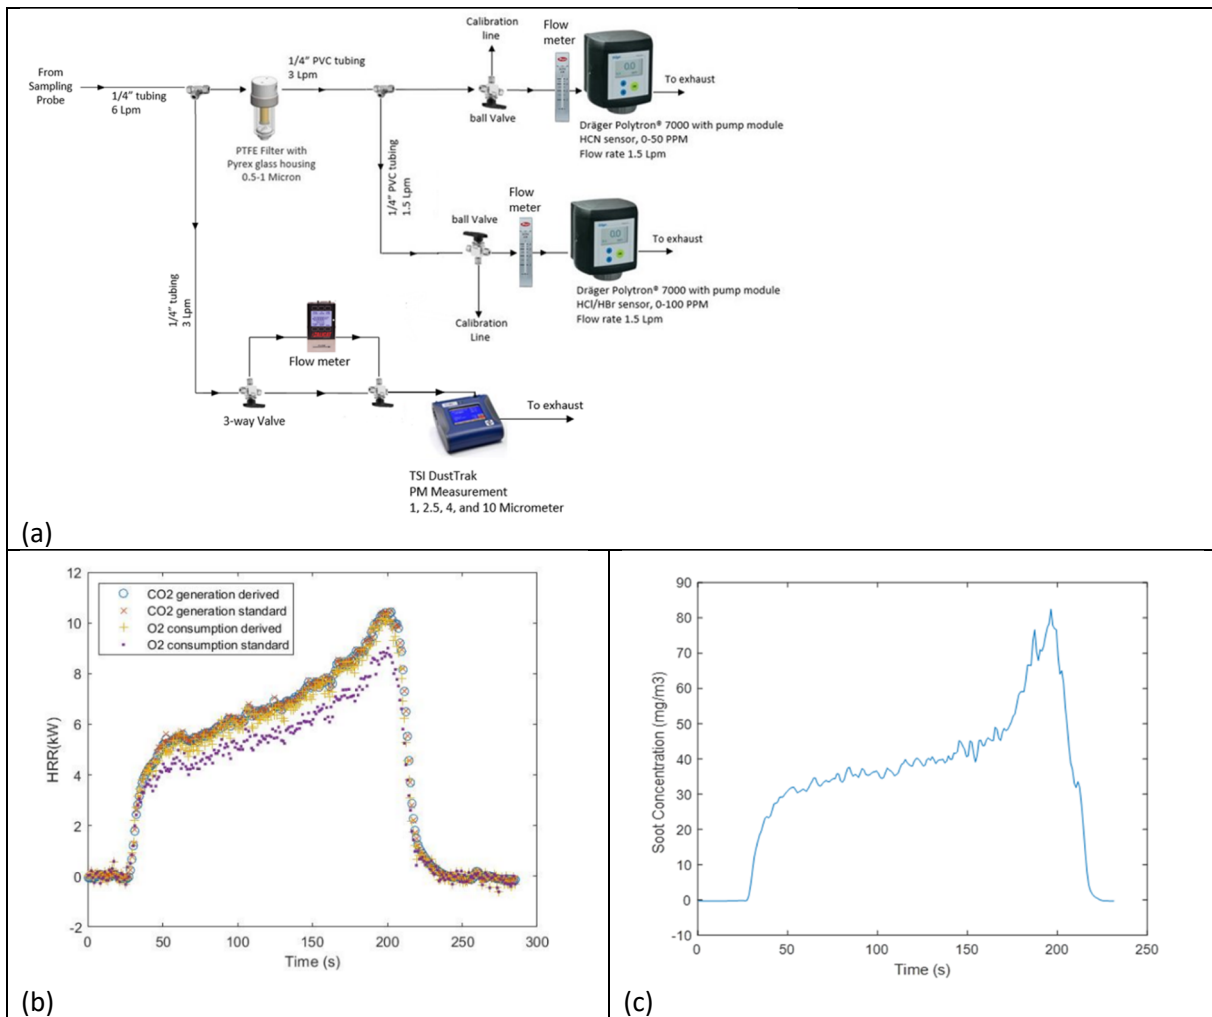 From
Sampling
Probe
1/4" tubing
6 Lpm
1/4" PVC tubing
3 Lpm
PTFE Filter with
Pyrex glass housing
0.5-1 Micron
Calibration
line
ball Valve
Flow
meter
0.0
To exhaust
Dräger Polytron® 7000 with pump module
HCN sensor, 0-50 PPM
Flow rate 1.5 Lpm
1/4" PVC tubing
1.5 Lpm
ball Valve
Flow
meter
0.0
To exhaust
Dräger Polytron® 7000 with pump module
HCl/HBr sensor, 0-100 PPM
Flow rate 1.5 Lpm
Calibration
Line
1/4" tubing
3 Lpm
Flow meter
3-way Valve
To exhaust
TSI DustTrak
PM Measurement
1, 2.5, 4, and 10 Micrometer
(a)
12
10
8
6
4
2
0
-2
HRR(kW)
CO2 generation derived
CO2 generation standard
O2 consumption derived
O2 consumption standard
0 50 100 150 200 250 300
Time (s)
(b)
90
80
70
60
50
40
30
20
10
0
-10
Soot Concentration (mg/m3)
0 50 100 150 200 250
Time (s)
(c)